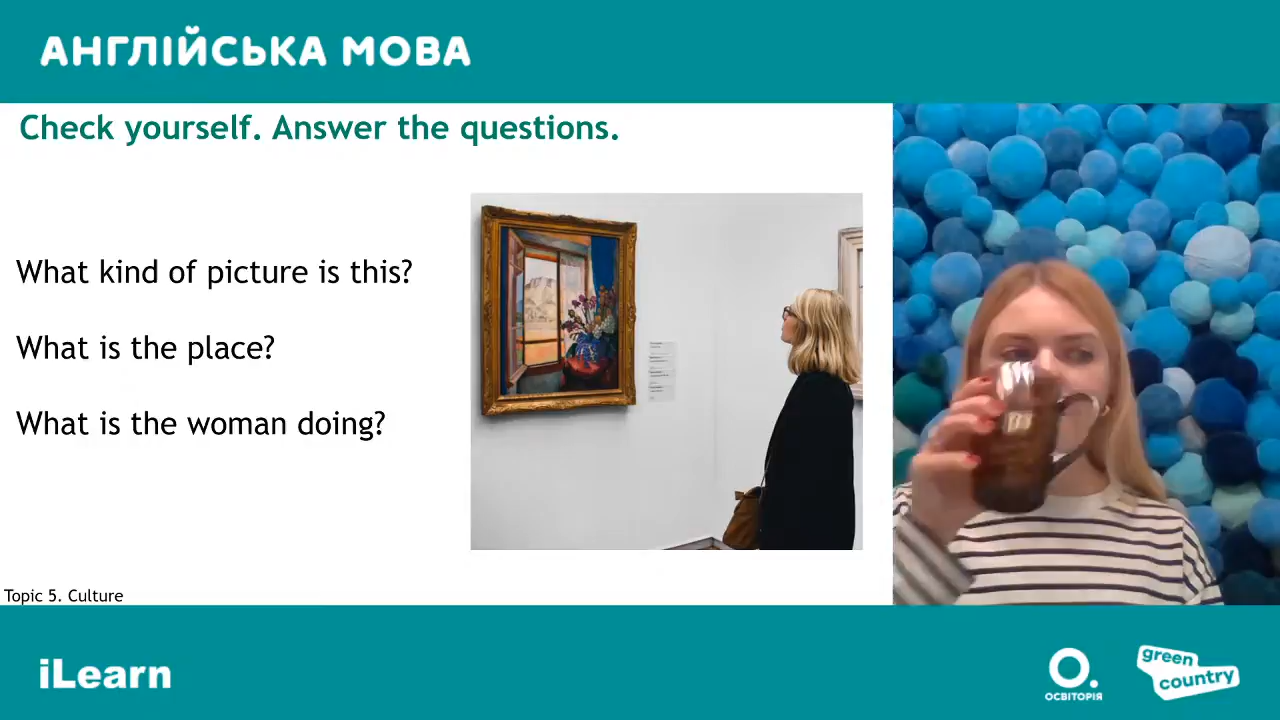 АНГЛІЙСЬКА МОВА
Check yourself. Answer the questions.
What kind of picture is this?
What is the place?
What is the woman doing?
Topic 5. Culture
iLearn
О.
ОСВІТОРІЯ
green
country